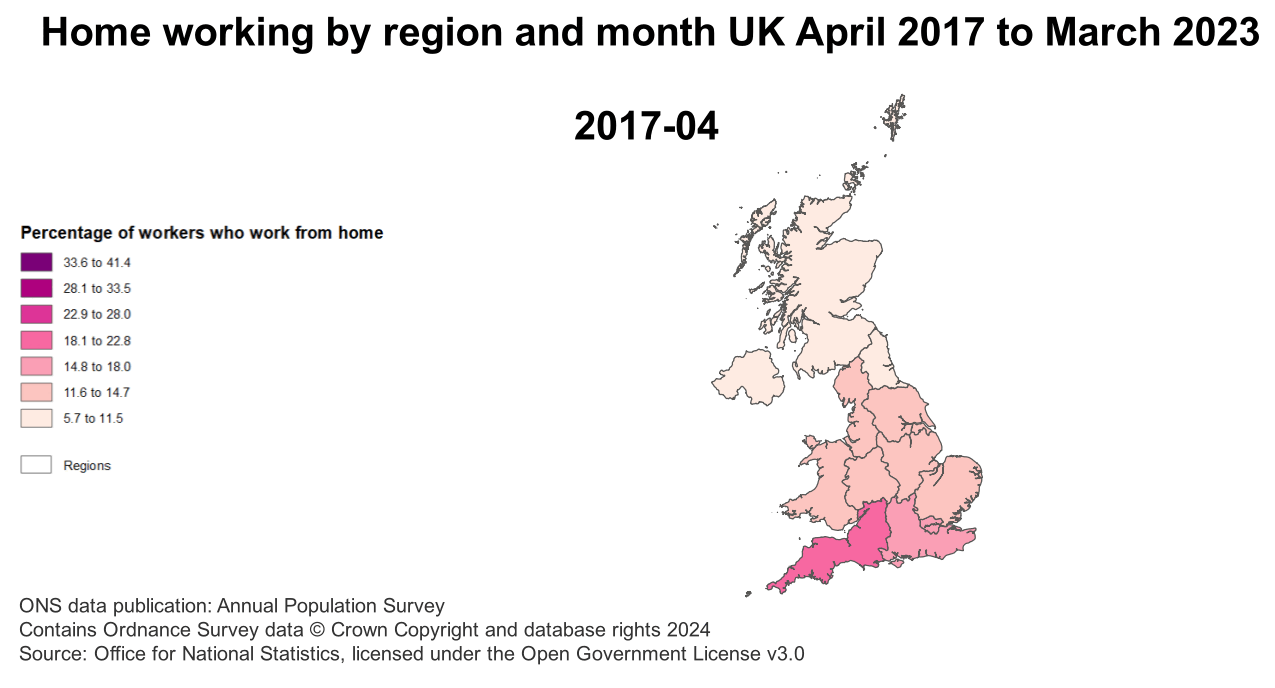 Home working by region and month UK April 2017 to March 2023
2017-04
Percentage of workers who work from home
33.6 to 41.4
28.1 to 33.5
22.9 to 28.0
18.1 to 22.8
14.8 to 18.0
11.6 to 14.7
5.7 to 11.5
Regions
ONS data publication: Annual Population Survey
Contains Ordnance Survey data © Crown Copyright and database rights 2024
Source: Office for National Statistics, licensed under the Open Government License v3.0